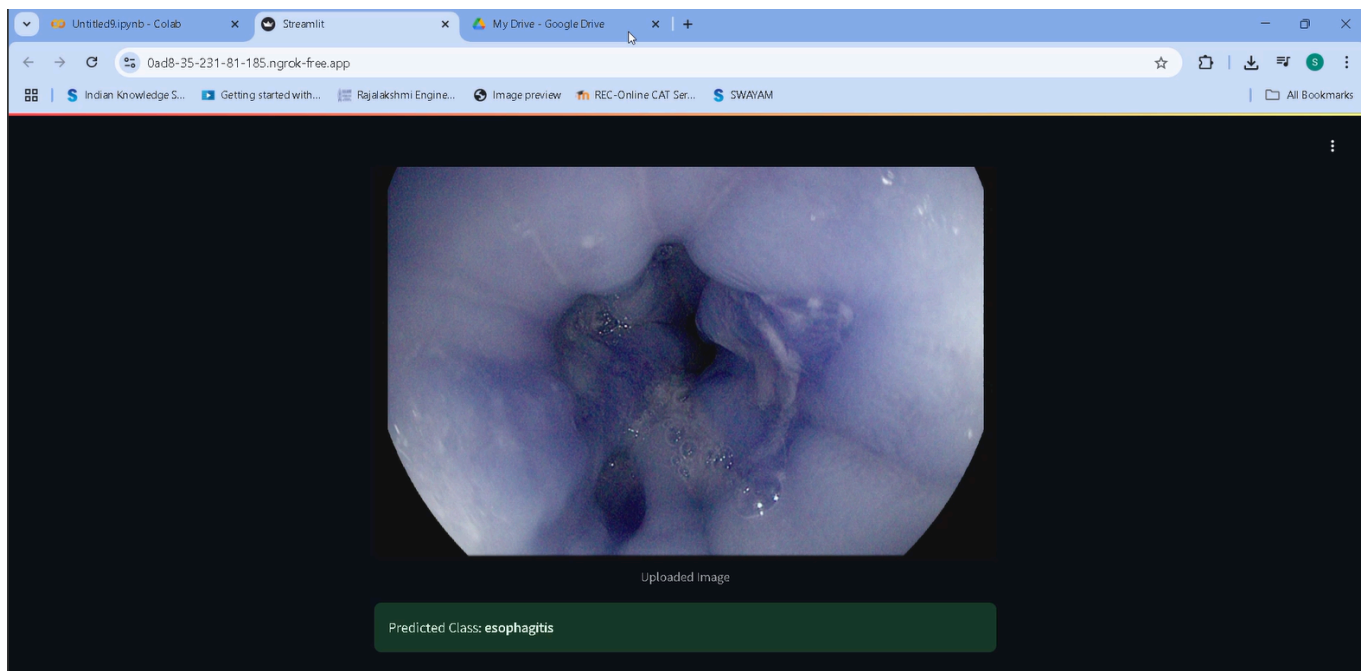 Untitled9.ipynb - Colab
Streamlit
My Drive - Google Drive
0ad8-35-231-81-185.ngrok-free.app
S
Indian Knowledge S...
Getting started with...
Rajalakshmi Engine...
Image preview
REC-Online CAT Ser...
SWAYAM
All Bookmarks
Uploaded Image
Predicted Class: esophagitis